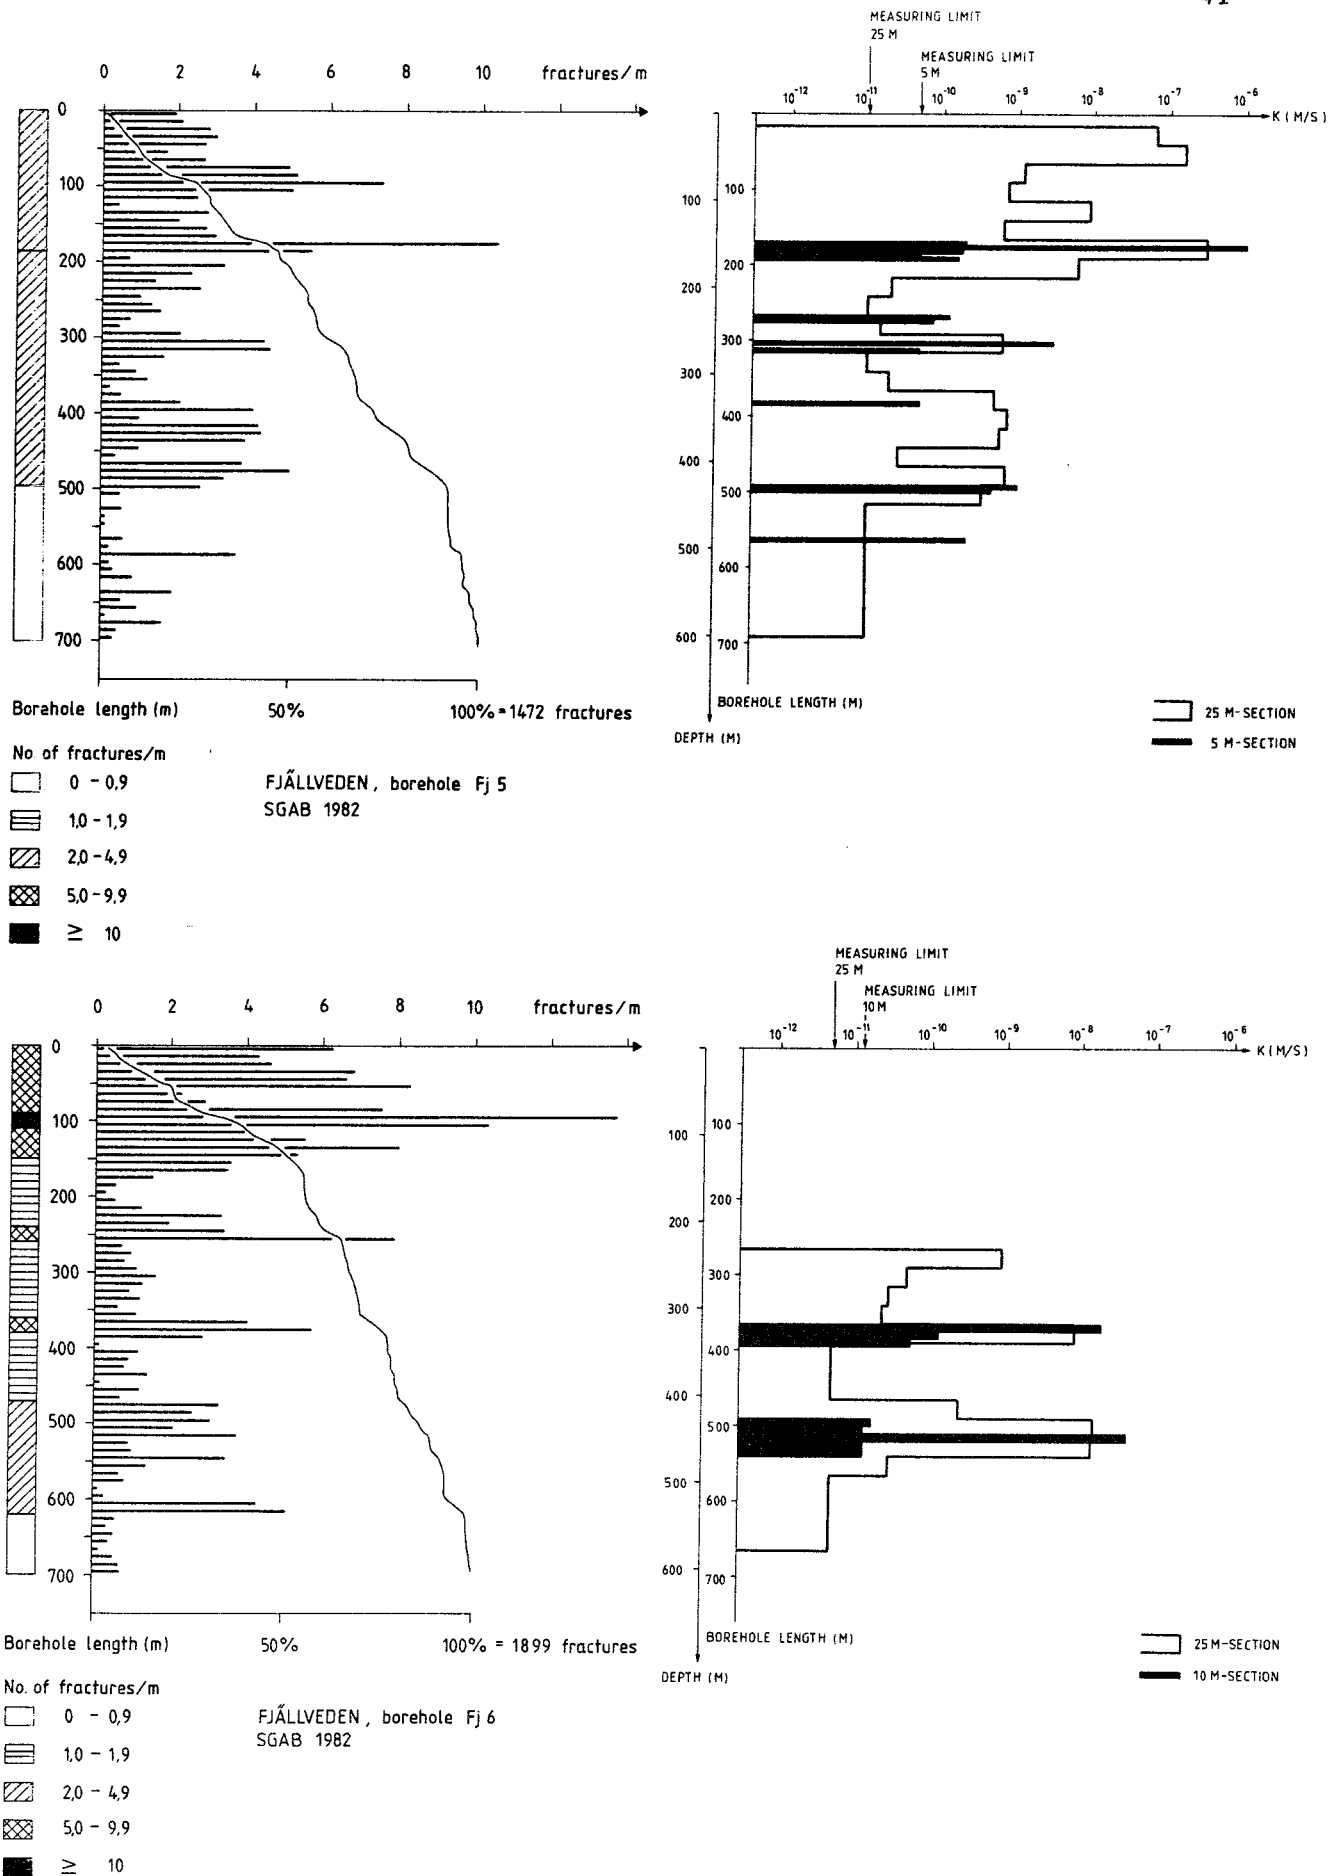 MEASURING LIMIT
25 M
MEASURING LIMIT
5 M
0 2 4 6 8 10 fractures/m
10⁻¹² 10⁻¹¹ 10⁻¹⁰ 10⁻⁹ 10⁻⁸ 10⁻⁷ 10⁻⁶
K (M/S)
0
100
200
300
400
500
600
700
100
200
300
400
500
600
100
200
300
400
500
600
700
Borehole length (m) 50% 100% = 1472 fractures
BOREHOLE LENGTH (M)
DEPTH (M)
25 M-SECTION
5 M-SECTION
No. of fractures/m
0 - 0,9
1,0 - 1,9
2,0 - 4,9
5,0 - 9,9
≥ 10
FJÄLLVEDEN, borehole Fj 5
SGAB 1982
MEASURING LIMIT
25 M
MEASURING LIMIT
10 M
0 2 4 6 8 10 fractures/m
10⁻¹² 10⁻¹¹ 10⁻¹⁰ 10⁻⁹ 10⁻⁸ 10⁻⁷ 10⁻⁶
K (M/S)
0
100
200
300
400
500
600
700
100
200
300
400
500
600
100
200
300
400
500
600
700
Borehole length (m) 50% 100% = 1899 fractures
BOREHOLE LENGTH (M)
DEPTH (M)
25 M-SECTION
10 M-SECTION
No. of fractures/m
0 - 0,9
1,0 - 1,9
2,0 - 4,9
5,0 - 9,9
≥ 10
FJÄLLVEDEN, borehole Fj 6
SGAB 1982